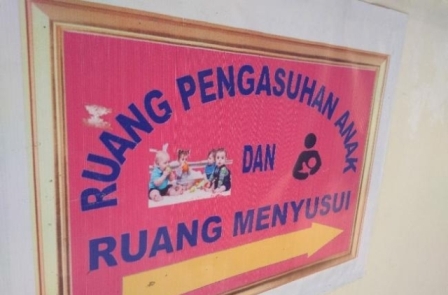 RUANG PENGASUHAN ANAK
DAN
RUANG MENYUSUI